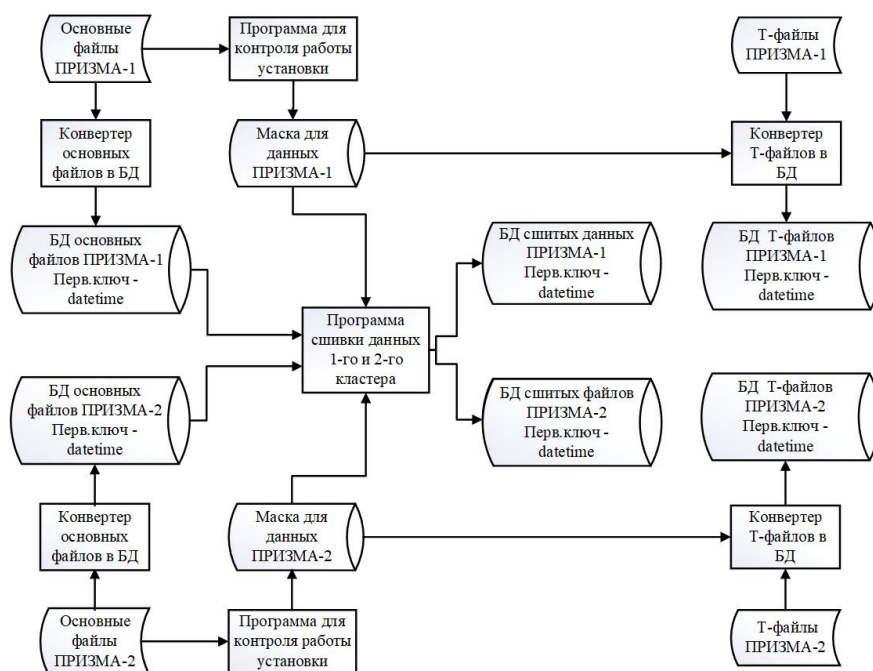 Основные
файлы
ПРИЗМА-1
Программа для
контроля работы
установки
Т-файлы
ПРИЗМА-1
Конвертер
основных
файлов в БД
Маска для
данных
ПРИЗМА-1
Конвертер
Т-файлов в
БД
БД основных
файлов ПРИЗМА-1
Перв.ключ -
datetime
БД сшитых данных
ПРИЗМА-1
Перв.ключ -
datetime
БД Т-файлов
ПРИЗМА-1
Перв.ключ -
datetime
Программа
сшивки данных
1-го и 2-го
кластера
БД основных
файлов ПРИЗМА-2
Перв.ключ -
datetime
БД сшитых файлов
ПРИЗМА-2
Перв.ключ -
datetime
БД Т-файлов
ПРИЗМА-2
Перв.ключ -
datetime
Конвертер
основных
файлов в БД
Маска для
данных
ПРИЗМА-2
Конвертер
Т-файлов в
БД
Основные
файлы
ПРИЗМА-2
Программа для
контроля работы
установки
Т-файлы
ПРИЗМА-2